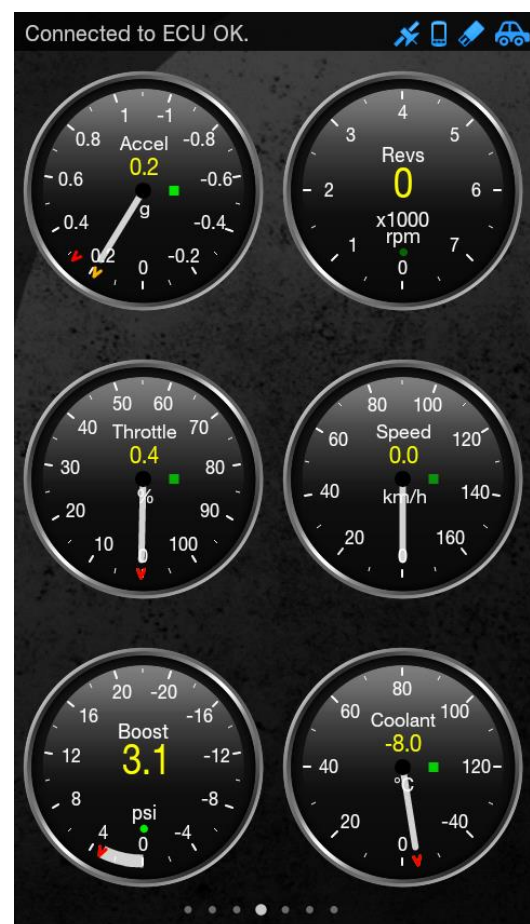 Connected to ECU OK.
1 -1
0.8 -0.8
Accel
0.2
0.6 -0.6
g
0.4 -0.4
0.2 0 -0.2
4
3 5
Revs
0
2 6
x1000
rpm
1 7
0
50 60
40 70
Throttle
0.4
30 80
%
20 90
10 0 100
80 100
60 120
Speed
0.0
40 140
km/h
20 160
0
20 -20
16 -16
Boost
3.1
12 -12
8 -8
psi
4 0 -4
80
60 100
Coolant
-8.0
40 120
°C
20 -40
0